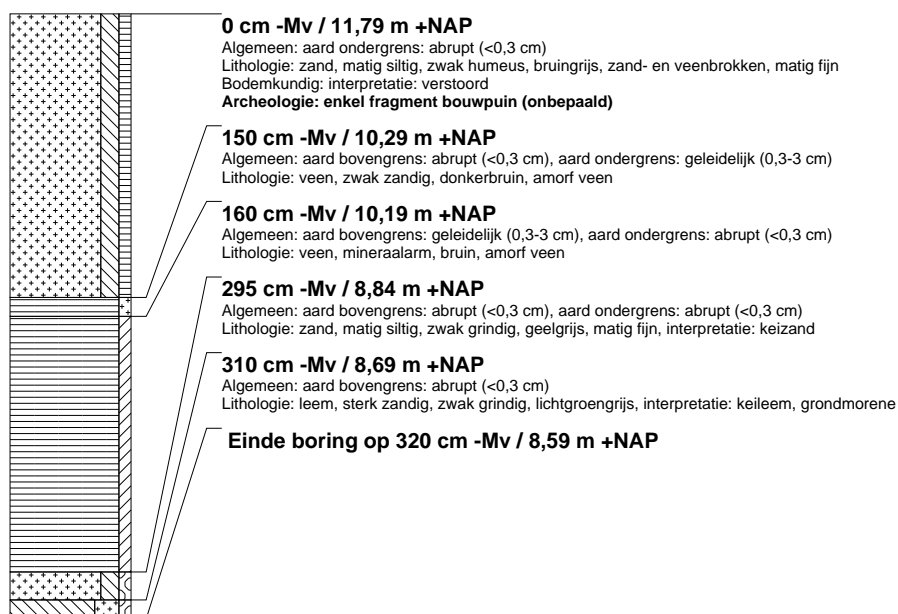 0 cm -Mv / 11,79 m +NAP
Algemeen: aard ondergrens: abrupt (<0,3 cm)
Lithologie: zand, matig siltig, zwak humeus, bruingrijs, zand- en veenbrokken, matig fijn
Bodemkundig: interpretatie: verstoord
Archeologie: enkel fragment bouwpuin (onbepaald)
150 cm -Mv / 10,29 m +NAP
Algemeen: aard bovengrens: abrupt (<0,3 cm), aard ondergrens: geleidelijk (0,3-3 cm)
Lithologie: veen, zwak zandig, donkerbruin, amorf veen
160 cm -Mv / 10,19 m +NAP
Algemeen: aard bovengrens: geleidelijk (0,3-3 cm), aard ondergrens: abrupt (<0,3 cm)
Lithologie: veen, mineraalarm, bruin, amorf veen
295 cm -Mv / 8,84 m +NAP
Algemeen: aard bovengrens: abrupt (<0,3 cm), aard ondergrens: abrupt (<0,3 cm)
Lithologie: zand, matig siltig, zwak grindig, geelgrijs, matig fijn, interpretatie: keizand
310 cm -Mv / 8,69 m +NAP
Algemeen: aard bovengrens: abrupt (<0,3 cm)
Lithologie: leem, sterk zandig, zwak grindig, lichtgroengrijs, interpretatie: keileem, grondmorene
Einde boring op 320 cm -Mv / 8,59 m +NAP